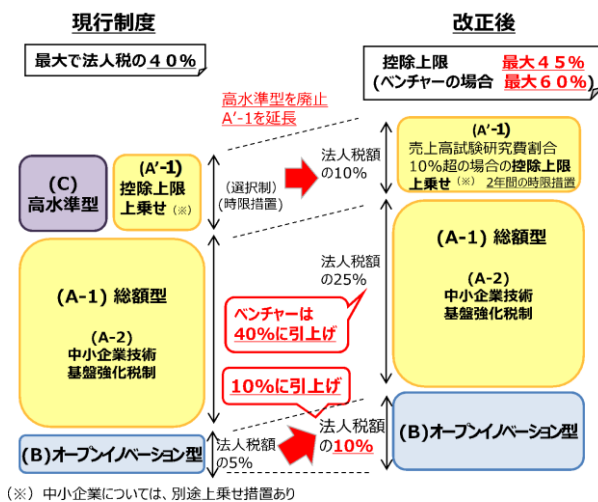 現行制度
最大で法人税の４０％
改正後
控除上限　最大４５％
(ベンチャーの場合　最大６０％)
高水準型を廃止
A'-1を延長
(C)
高水準型
(A'-1)
控除上限
上乗せ（※）
(選択制)
(時限措置)
法人税額
の10%
(A'-1)
売上高試験研究費割合
10%超の場合の控除上限
上乗せ（※）　2年間の時限措置
(A-1) 総額型
(A-2)
中小企業技術
基盤強化税制
法人税額
の25%
ベンチャーは
40%に引上げ
(A-1) 総額型
(A-2)
中小企業技術
基盤強化税制
10%に引上げ
(B)オープンイノベーション型
法人税額
の5%
法人税額
の10%
(B)オープンイノベーション型
(※) 中小企業については、別途上乗せ措置あり